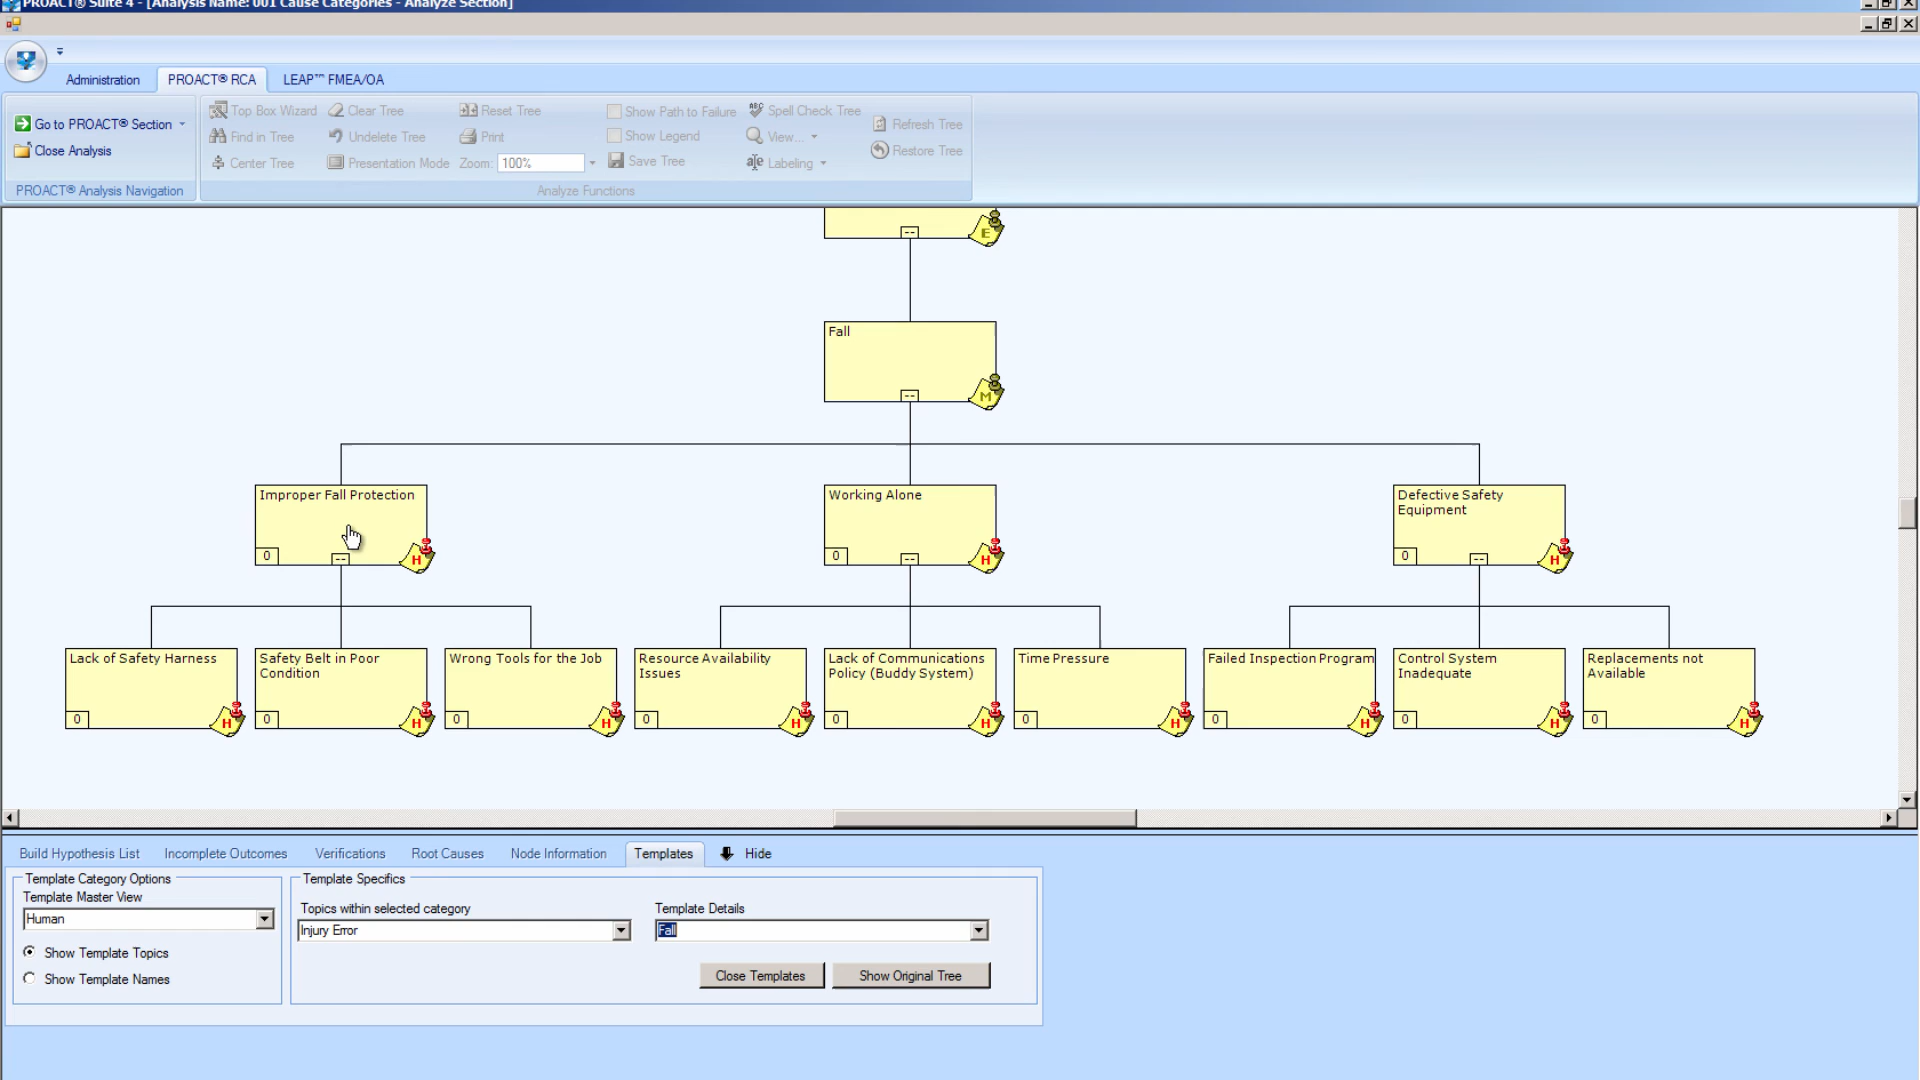 PROACT® Suite 4 - [Analysis Name: 001 Cause Categories - Analyze Section]
Administration PROACT® RCA LEAP™ FMEA/OA
Go to PROACT® Section
Close Analysis
PROACT® Analysis Navigation
Top Box Wizard Clear Tree Reset Tree Show Path to Failure Spell Check Tree
Find in Tree Undelete Tree Print Show Legend View... Refresh Tree
Center Tree Presentation Mode Zoom: 100% Save Tree Labeling Restore Tree
Analyze Functions
E
Fall
M
Improper Fall Protection
0
H
Working Alone
0
H
Defective Safety
Equipment
0
H
Lack of Safety Harness
0
H
Safety Belt in Poor
Condition
0
H
Wrong Tools for the Job
0
H
Resource Availability
Issues
0
H
Lack of Communications
Policy (Buddy System)
0
H
Time Pressure
0
H
Failed Inspection Program
0
H
Control System
Inadequate
0
H
Replacements not
Available
0
H
Build Hypothesis List Incomplete Outcomes Verifications Root Causes Node Information Templates Hide
Template Category Options
Template Master View
Human
Show Template Topics
Show Template Names
Template Specifics
Topics within selected category
Injury Error
Template Details
Fall
Close Templates Show Original Tree